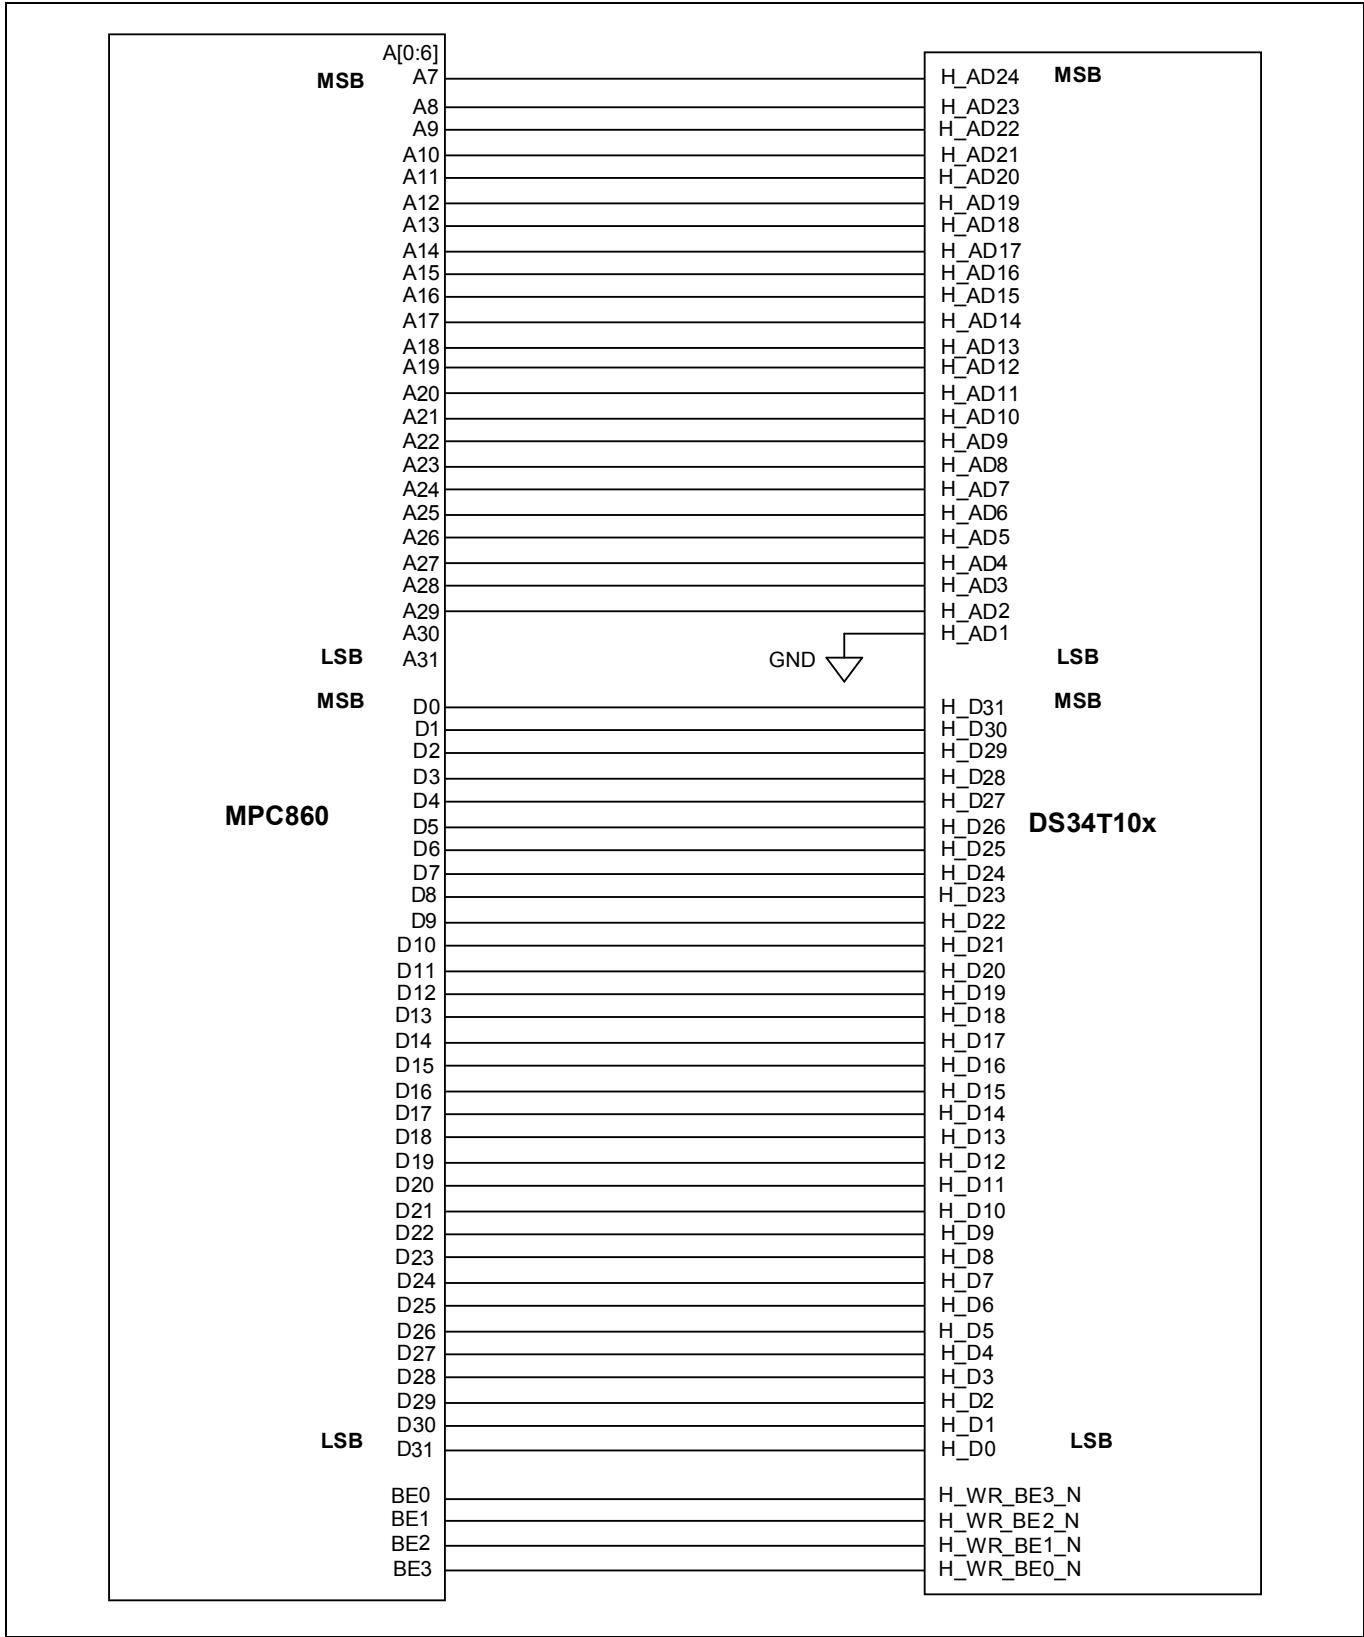 A[0:6]
MSB A7 H_AD24 MSB
A8 H_AD23
A9 H_AD22
A10 H_AD21
A11 H_AD20
A12 H_AD19
A13 H_AD18
A14 H_AD17
A15 H_AD16
A16 H_AD15
A17 H_AD14
A18 H_AD13
A19 H_AD12
A20 H_AD11
A21 H_AD10
A22 H_AD9
A23 H_AD8
A24 H_AD7
A25 H_AD6
A26 H_AD5
A27 H_AD4
A28 H_AD3
A29 H_AD2
A30 H_AD1
LSB A31 GND LSB
MSB D0 H_D31 MSB
D1 H_D30
D2 H_D29
D3 H_D28
D4 H_D27
MPC860 DS34T10x
D5 H_D26
D6 H_D25
D7 H_D24
D8 H_D23
D9 H_D22
D10 H_D21
D11 H_D20
D12 H_D19
D13 H_D18
D14 H_D17
D15 H_D16
D16 H_D15
D17 H_D14
D18 H_D13
D19 H_D12
D20 H_D11
D21 H_D10
D22 H_D9
D23 H_D8
D24 H_D7
D25 H_D6
D26 H_D5
D27 H_D4
D28 H_D3
D29 H_D2
D30 H_D1
LSB D31 H_D0 LSB
BE0 H_WR_BE3_N
BE1 H_WR_BE2_N
BE2 H_WR_BE1_N
BE3 H_WR_BE0_N